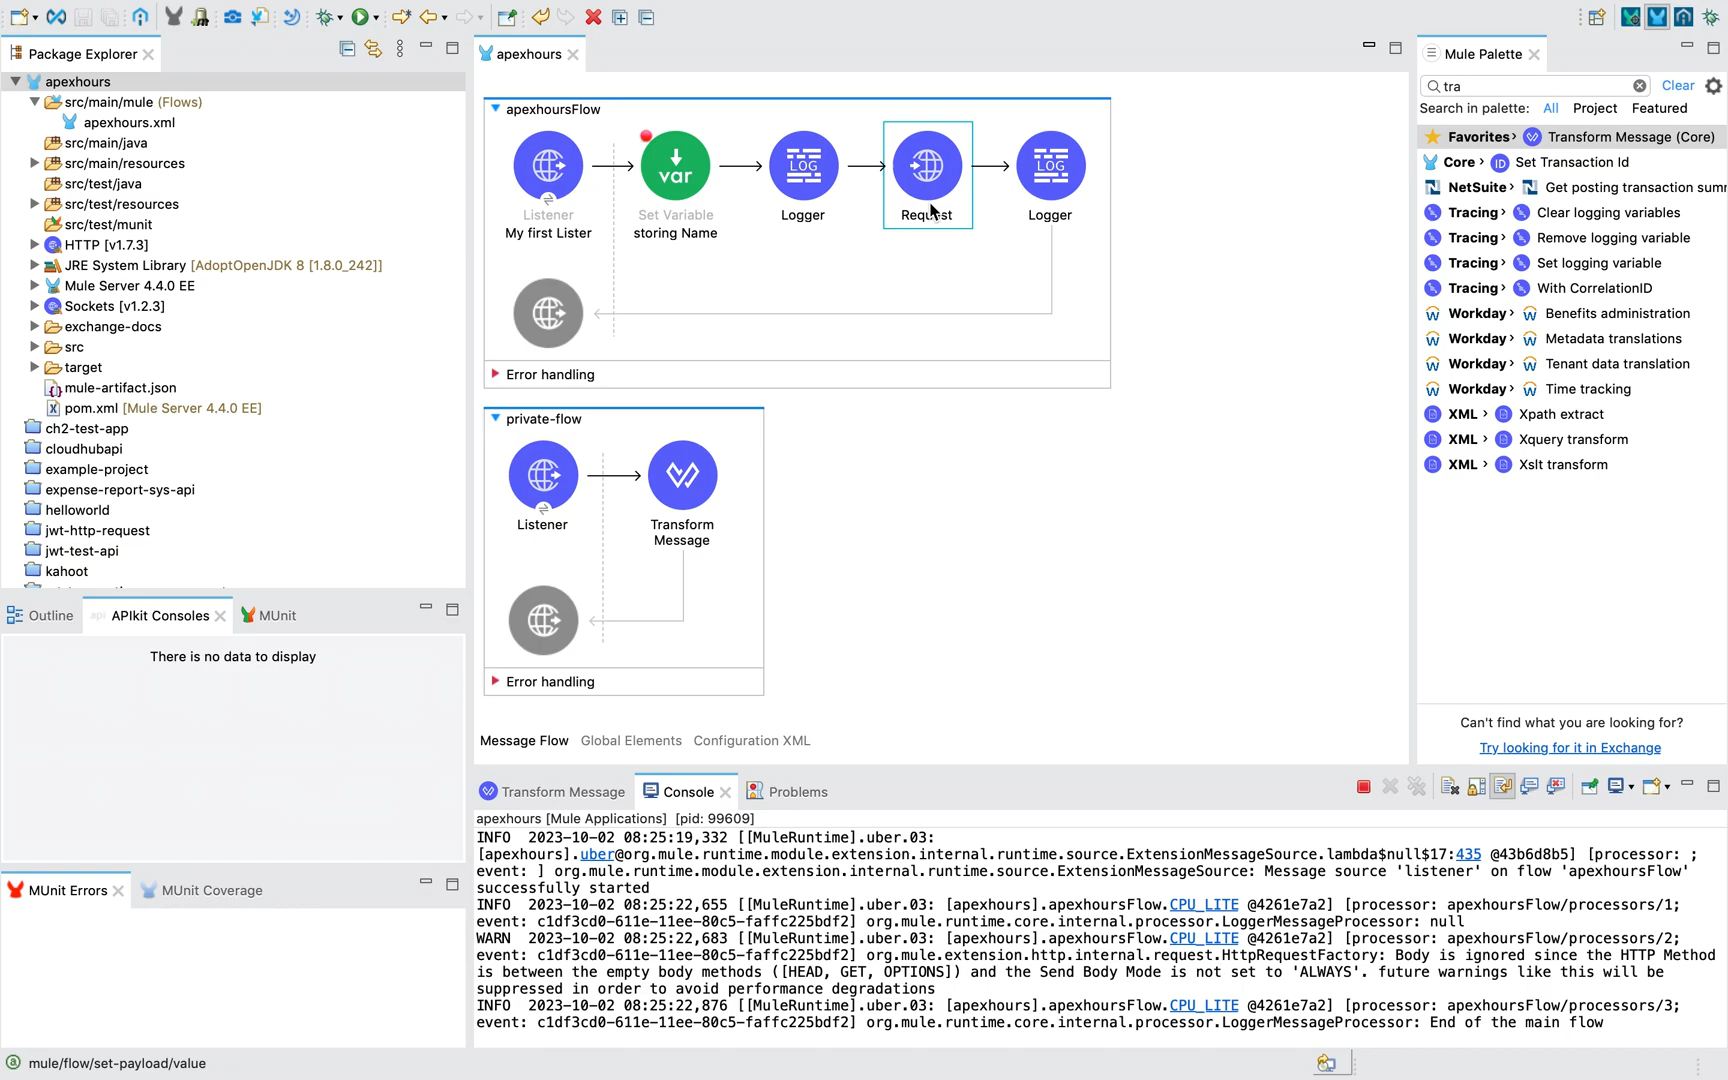 Package Explorer
apexhours
src/main/mule (Flows)
apexhours.xml
src/main/java
src/main/resources
src/test/java
src/test/resources
src/test/munit
HTTP [v1.7.3]
JRE System Library [AdoptOpenJDK 8 [1.8.0_242]]
Mule Server 4.4.0 EE
Sockets [v1.2.3]
exchange-docs
src
target
mule-artifact.json
pom.xml [Mule Server 4.4.0 EE]
ch2-test-app
cloudhubapi
example-project
expense-report-sys-api
helloworld
jwt-http-request
jwt-test-api
kahoot
Outline
APIkit Consoles
MUnit
There is no data to display
MUnit Errors
MUnit Coverage
mule/flow/set-payload/value
apexhours
apexhoursFlow
var
LOG
LOG
Listener
My first Lister
Set Variable
storing Name
Logger
Request
Logger
Error handling
private-flow
Listener
Transform
Message
Error handling
Message Flow
Global Elements
Configuration XML
Mule Palette
tra
Clear
Search in palette:
All
Project
Featured
Favorites> Transform Message (Core)
Core> ID Set Transaction Id
NetSuite> Get posting transaction sum
Tracing> Clear logging variables
Tracing> Remove logging variable
Tracing> Set logging variable
Tracing> With CorrelationID
Workday> Benefits administration
Workday> Metadata translations
Workday> Tenant data translation
Workday> Time tracking
XML> Xpath extract
XML> Xquery transform
XML> Xslt transform
Can't find what you are looking for?
Try looking for it in Exchange
Transform Message
Console
Problems
apexhours [Mule Applications] [pid: 99609]
INFO 2023-10-02 08:25:19,332 [[MuleRuntime].uber.03:
[apexhours].uber@org.mule.runtime.module.extension.internal.runtime.source.ExtensionMessageSource.lambda$null$17:435 @43b6d8b5] [processor: ;
event: ] org.mule.runtime.module.extension.internal.runtime.source.ExtensionMessageSource: Message source 'listener' on flow 'apexhoursFlow'
successfully started
INFO 2023-10-02 08:25:22,655 [[MuleRuntime].uber.03: [apexhours].apexhoursFlow.CPU_LITE @4261e7a2] [processor: apexhoursFlow/processors/1;
event: c1df3cd0-611e-11ee-80c5-faffc225bdf2] org.mule.runtime.core.internal.processor.LoggerMessageProcessor: null
WARN 2023-10-02 08:25:22,683 [[MuleRuntime].uber.03: [apexhours].apexhoursFlow.CPU_LITE @4261e7a2] [processor: apexhoursFlow/processors/2;
event: c1df3cd0-611e-11ee-80c5-faffc225bdf2] org.mule.extension.http.internal.request.HttpRequestFactory: Body is ignored since the HTTP Method
is between the empty body methods ([HEAD, GET, OPTIONS]) and the Send Body Mode is not set to 'ALWAYS'. future warnings like this will be
suppressed in order to avoid performance degradations
INFO 2023-10-02 08:25:22,876 [[MuleRuntime].uber.03: [apexhours].apexhoursFlow.CPU_LITE @4261e7a2] [processor: apexhoursFlow/processors/3;
event: c1df3cd0-611e-11ee-80c5-faffc225bdf2] org.mule.runtime.core.internal.processor.LoggerMessageProcessor: End of the main flow